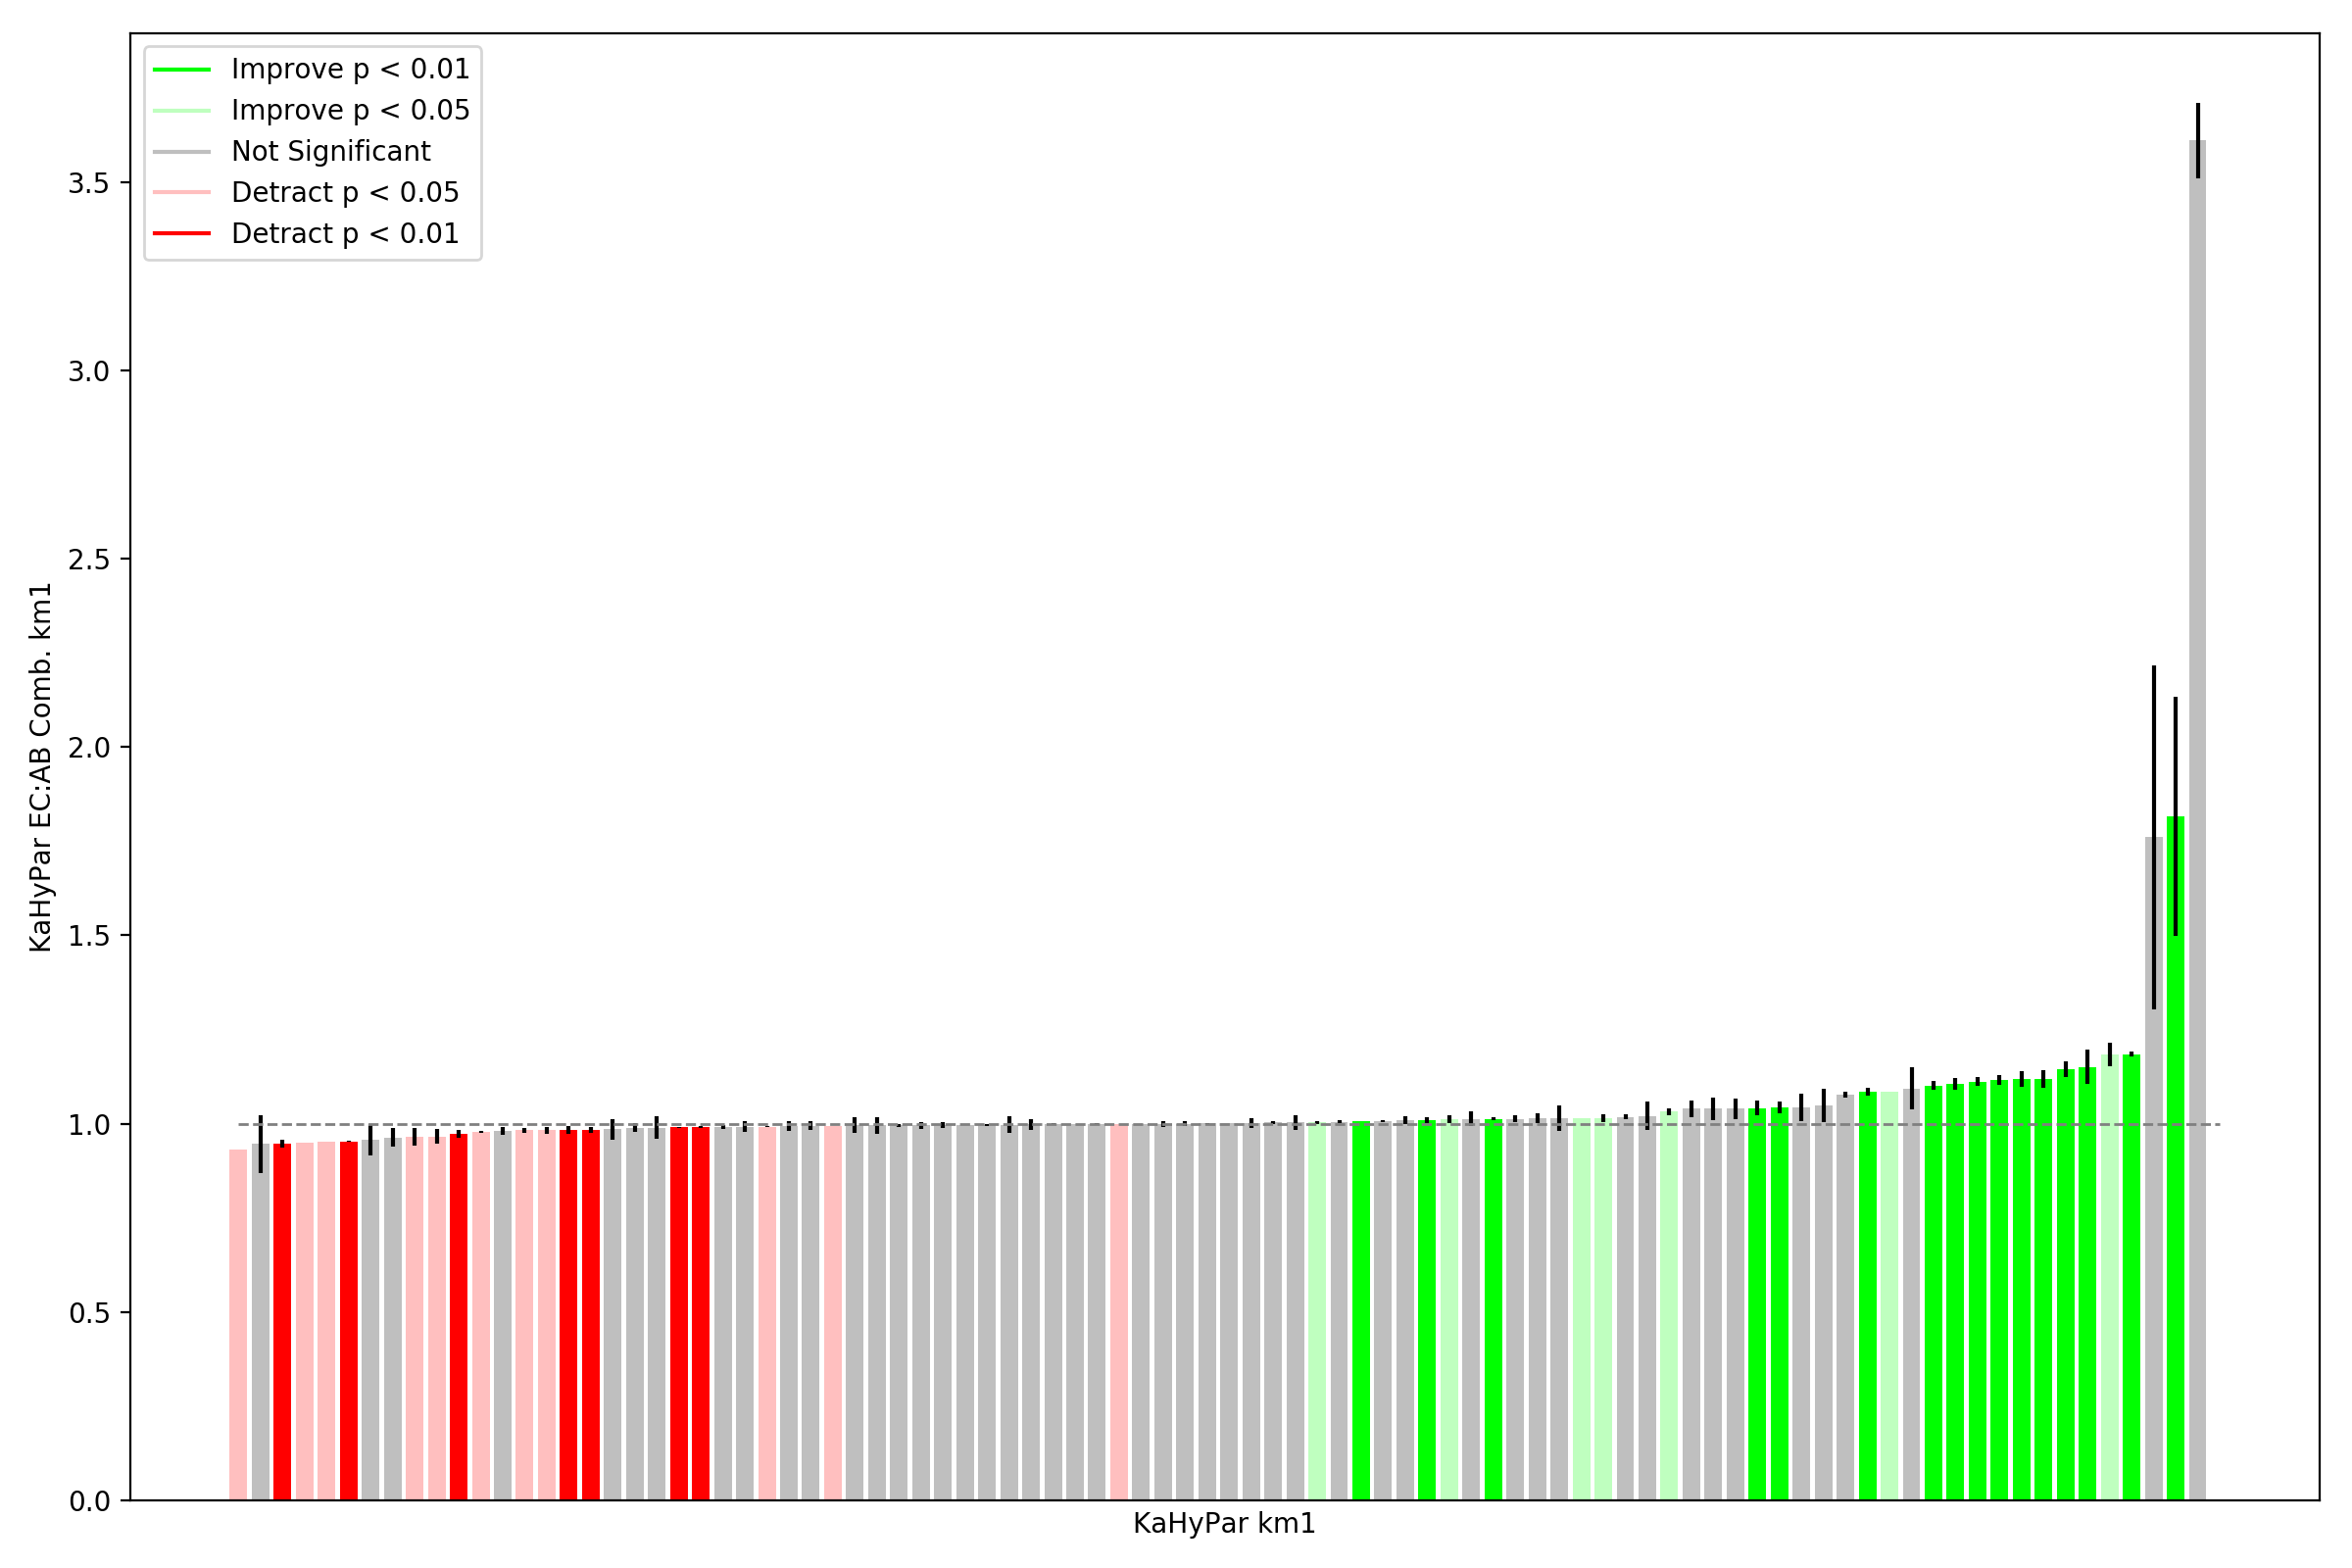 Improve p < 0.01
Improve p < 0.05
Not Significant
Detract p < 0.05
Detract p < 0.01
3.5
3.0
2.5
2.0
1.5
1.0
0.5
0.0
KaHyPar EC:AB Comb. km1
KaHyPar km1